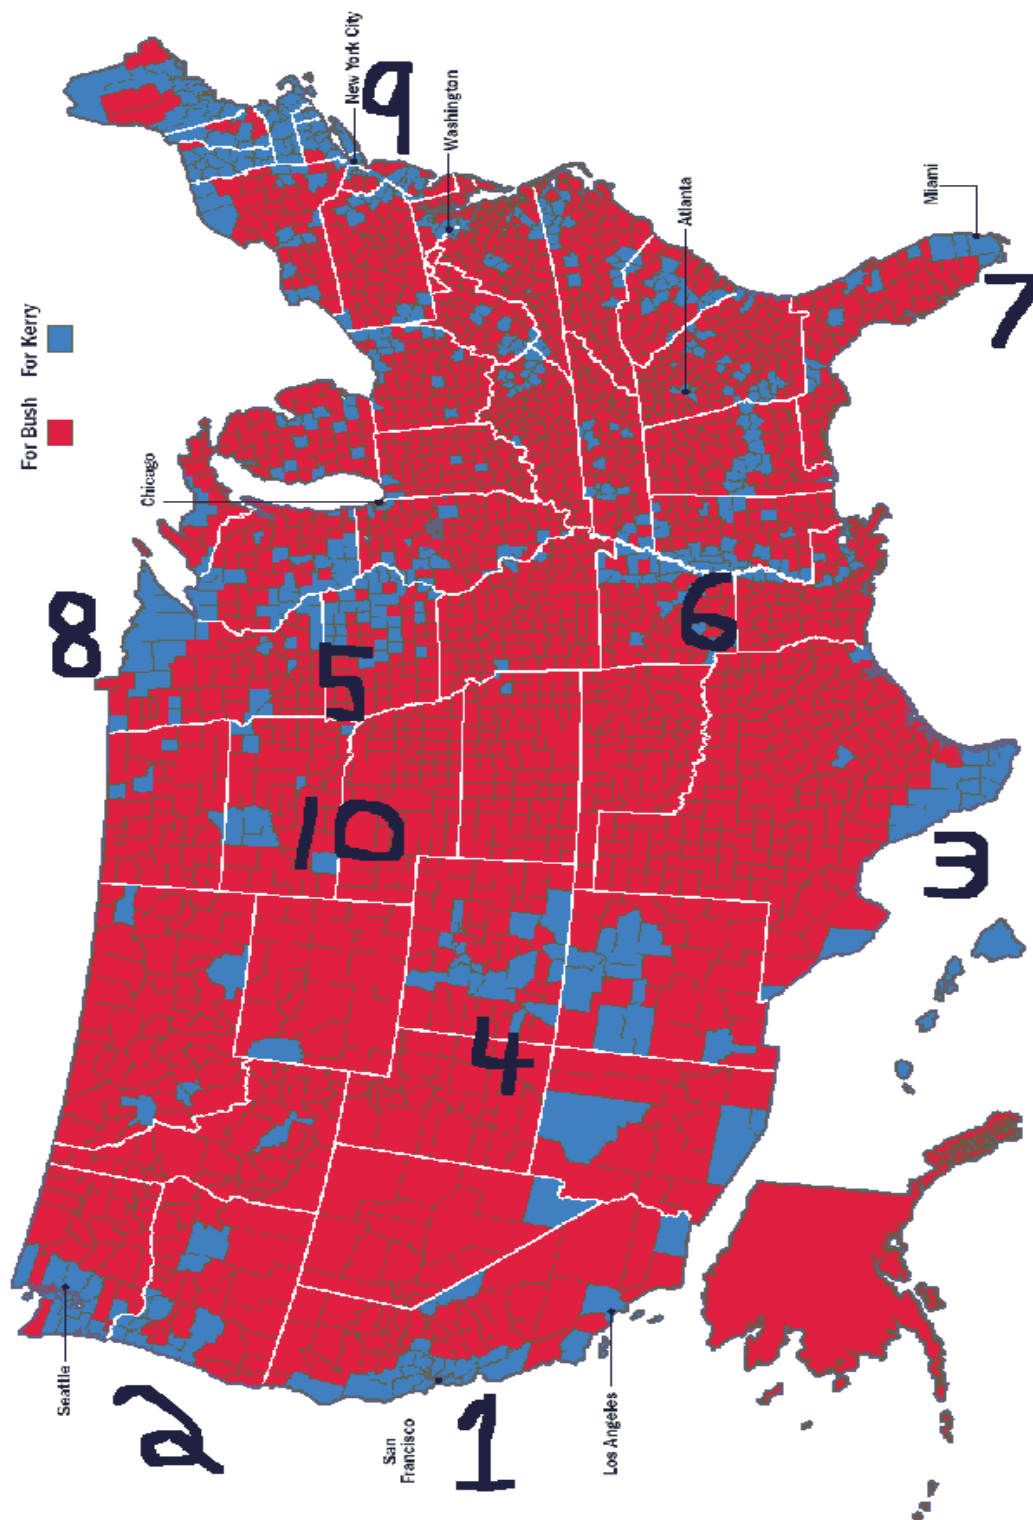 For Bush
For Kerry
Seattle
San
Francisco
Los Angeles
Chicago
New York City
Washington
Atlanta
Miami
2
1
4
10
5
8
6
3
9
7